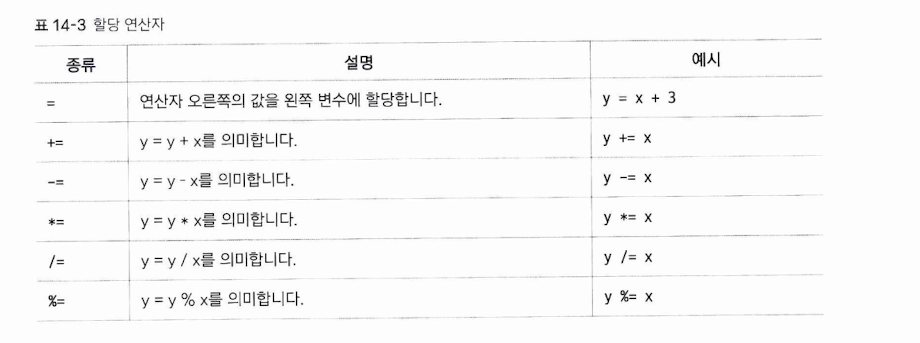 표 14-3 할당 연산자
종류 설명 예시
= 연산자 오른쪽의 값을 왼쪽 변수에 할당합니다. y = x + 3
+= y = y + x를 의미합니다. y += x
-= y = y - x를 의미합니다. y -= x
*= y = y * x를 의미합니다. y *= x
/= y = y / x를 의미합니다. y /= x
%= y = y % x를 의미합니다. y %= x